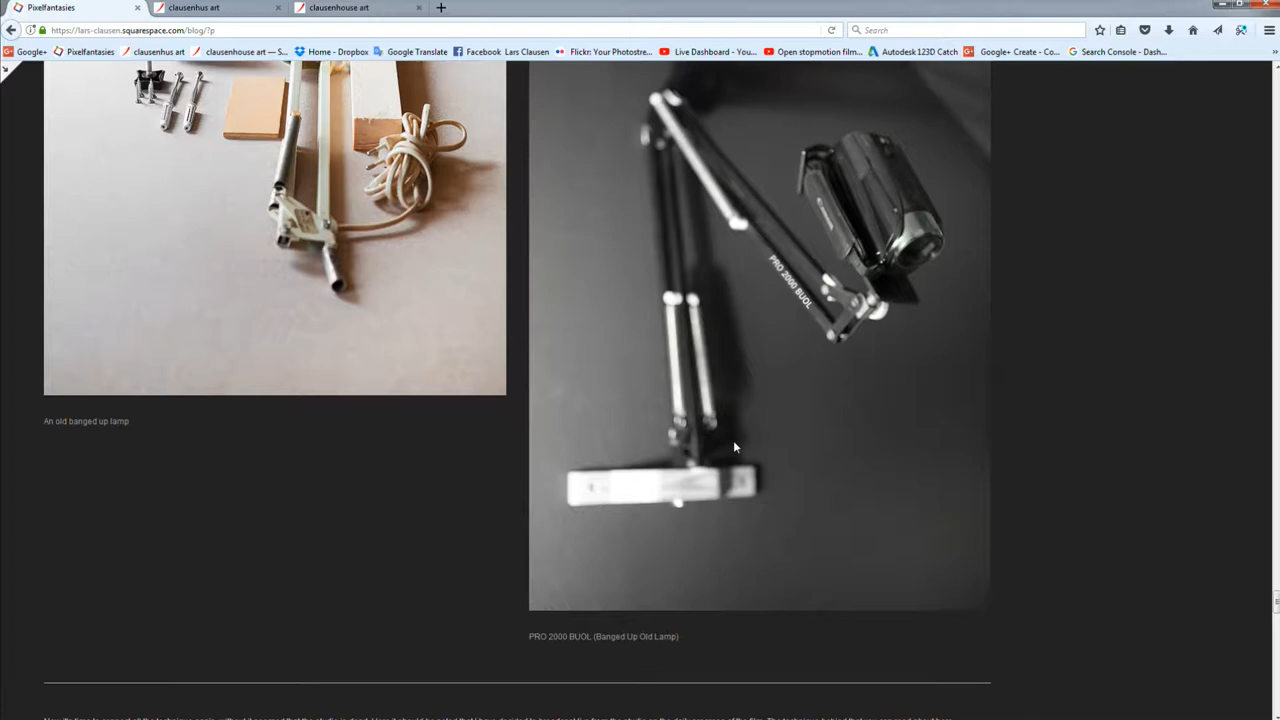 Pixelfantasies
clausenhus art
clausenhouse art
https://lars-clausen.squarespace.com/blog/?p
Search
Google+
Pixelfantasies
clausenhus art
clausenhouse art — S...
Home - Dropbox
Google Translate
Facebook Lars Clausen
Flickr: Your Photostre...
Live Dashboard - You...
Open stopmotion film...
Autodesk 123D Catch
Google+ Create - Co...
Search Console - Dash...
PRO 2000 BUOL
An old banged up lamp
PRO 2000 BUOL (Banged Up Old Lamp)